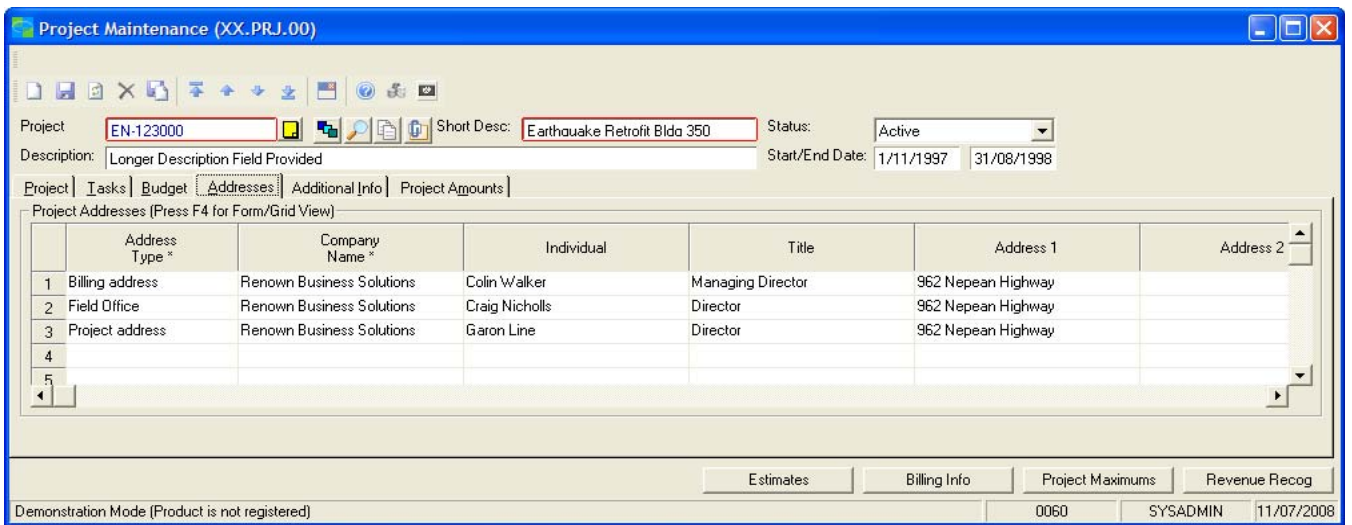 Project Maintenance (XX.PRJ.00)
Project EN-123000 Short Desc: Earthquake Retrofit Bldg 350 Status: Active
Description: Longer Description Field Provided Start/End Date: 1/11/1997 31/08/1998
Project Tasks Budget Addresses Additional Info Project Amounts
Project Addresses (Press F4 for Form/Grid View)
Address Type * Company Name * Individual Title Address 1 Address 2
1 Billing address Renown Business Solutions Colin Walker Managing Director 962 Nepean Highway
2 Field Office Renown Business Solutions Craig Nicholls Director 962 Nepean Highway
3 Project address Renown Business Solutions Garon Line Director 962 Nepean Highway
4
5
Estimates Billing Info Project Maximums Revenue Recog
Demonstration Mode (Product is not registered) 0060 SYSADMIN 11/07/2008